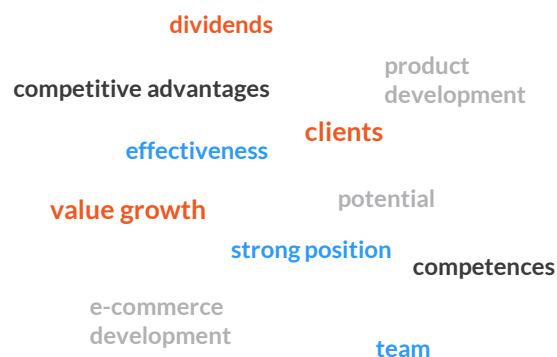 dividends
product
development
competitive advantages
clients
effectiveness
potential
value growth
strong position
competences
e-commerce
development
team